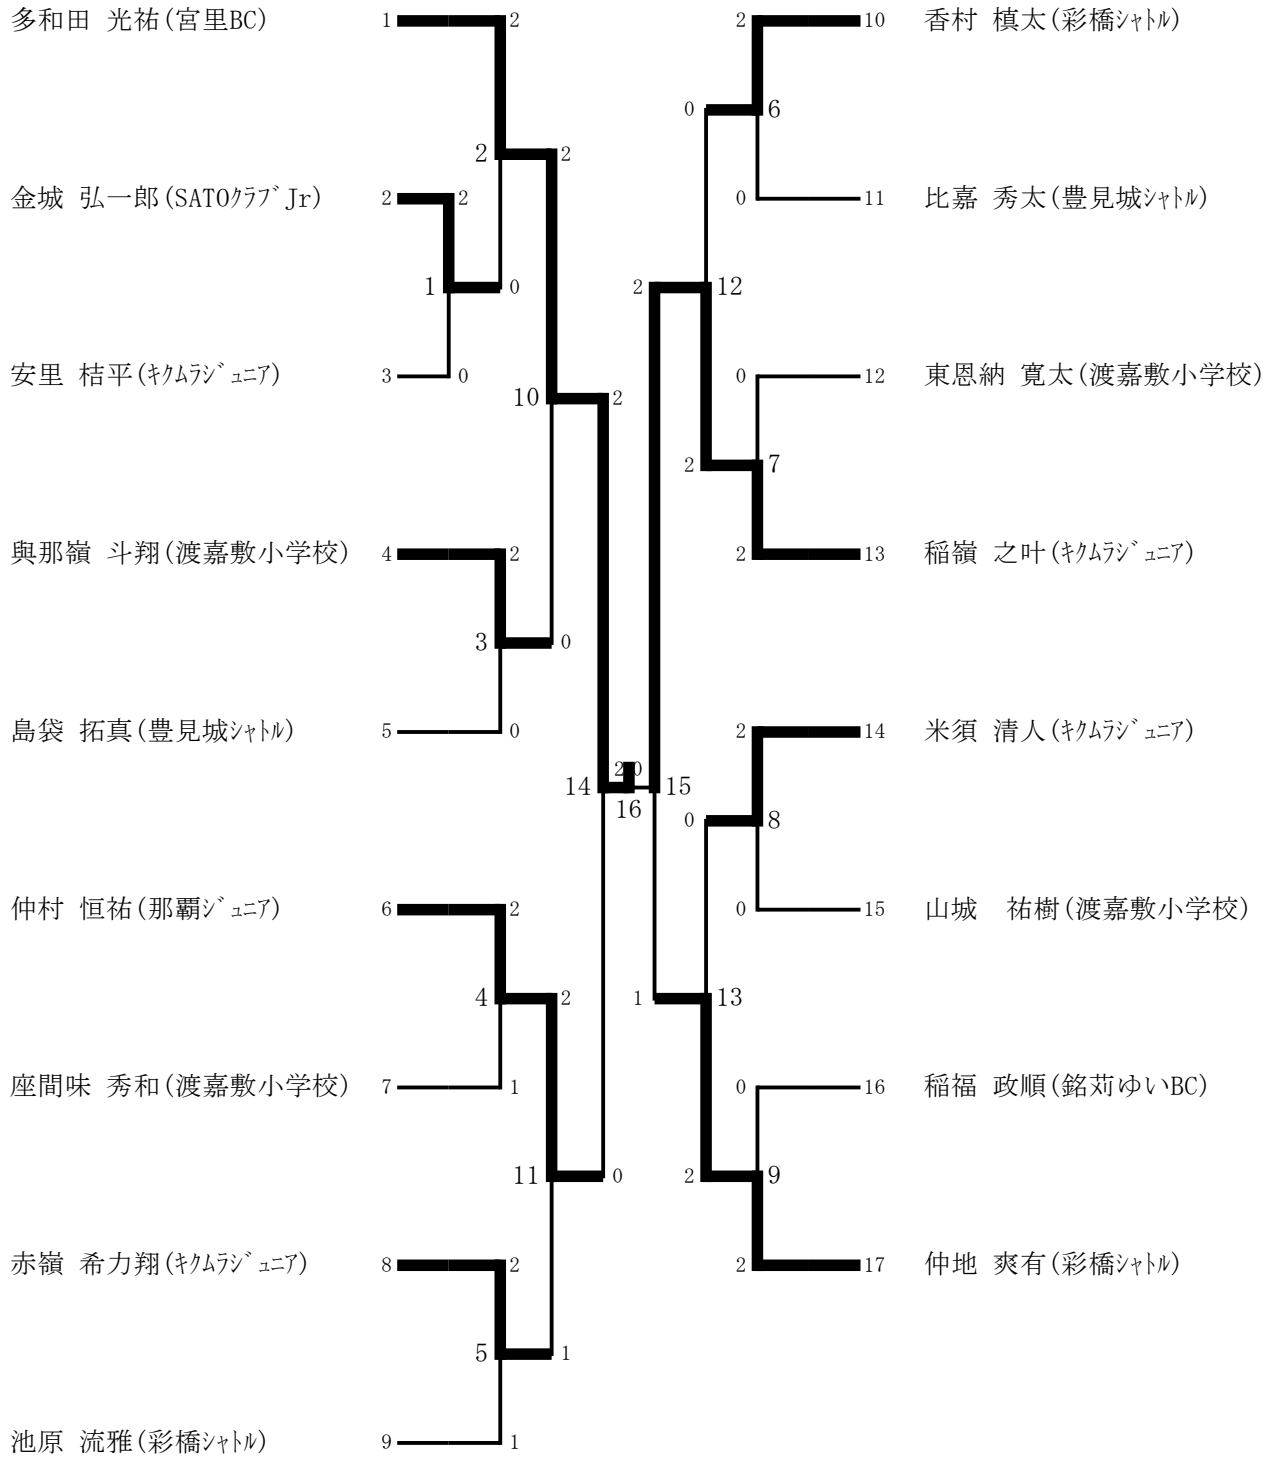 多和田 光祐(宮里BC) 1 2 2 10 香村 槙太(彩橋シャトル)
0 6
2 2
金城 弘一郎(SATOクラブJr) 2 2 0 11 比嘉 秀太(豊見城シャトル)
1 0 2 12
安里 桔平(キクムラジュニア) 3 0 0 12 東恩納 寛太(渡嘉敷小学校)
10 2
2 7
與那嶺 斗翔(渡嘉敷小学校) 4 2 2 13 稲嶺 之叶(キクムラジュニア)
3 0
島袋 拓真(豊見城シャトル) 5 0 2 14 米須 清人(キクムラジュニア)
2 0
14 15
16
0 8
仲村 恒祐(那覇ジュニア) 6 2 0 15 山城 祐樹(渡嘉敷小学校)
4 2 1 13
座間味 秀和(渡嘉敷小学校) 7 1 0 16 稲福 政順(銘苅ゆいBC)
11 0 2 9
赤嶺 希力翔(キクムラジュニア) 8 2 2 17 仲地 爽有(彩橋シャトル)
5 1
池原 流雅(彩橋シャトル) 9 1